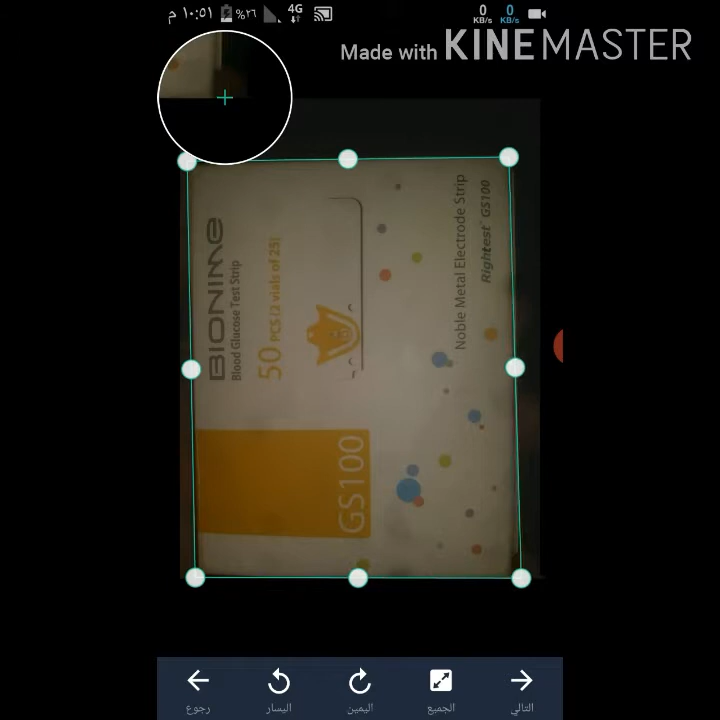 ١٠:٥١ م
%٢٦
4G
0 KB/s
0 KB/s
Made with KINEMASTER
BIONIME
Blood Glucose Test Strip
50 PCS (2 vials of 25)
GS100
Noble Metal Electrode Strip
Rightest GS100
رجوع
اليسار
اليمين
الجميع
التالي